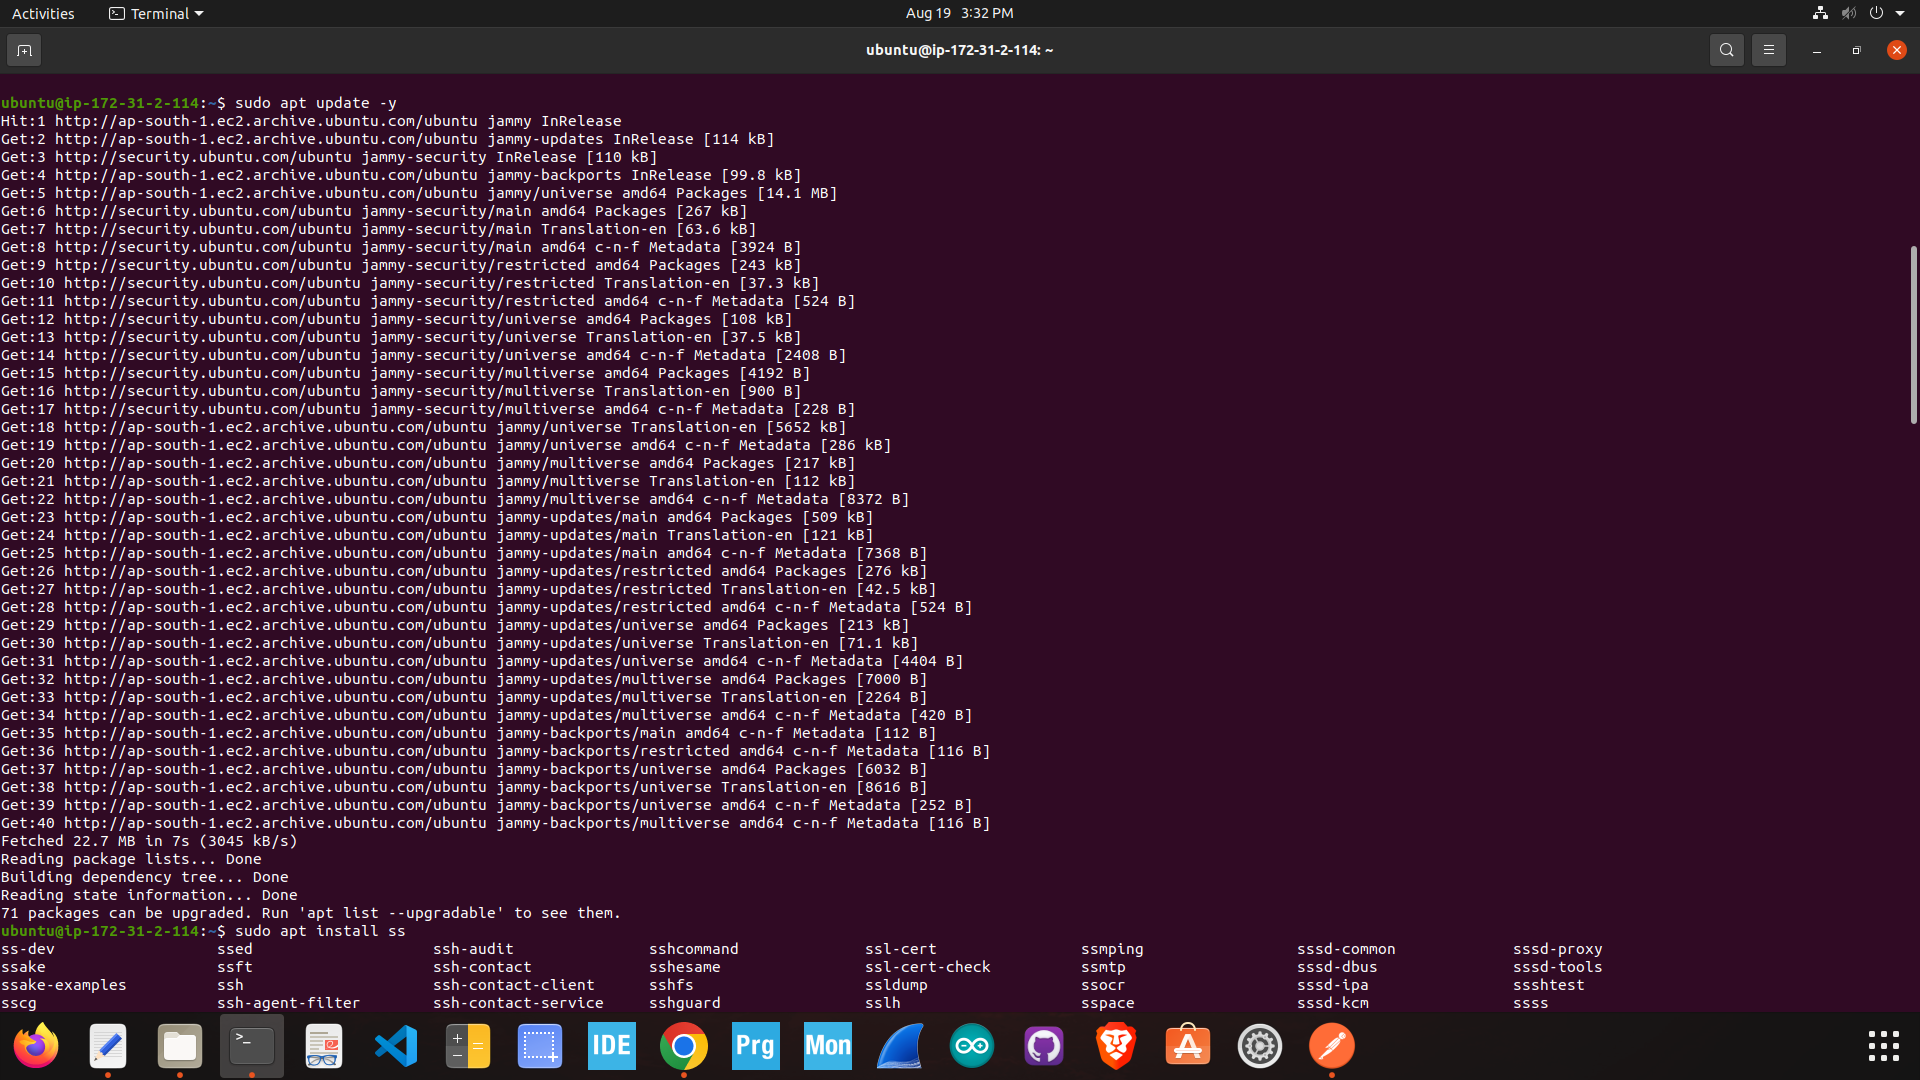 Activities
Terminal
Aug 19 3:32 PM
ubuntu@ip-172-31-2-114: ~
ubuntu@ip-172-31-2-114:~$ sudo apt update -y
Hit:1 http://ap-south-1.ec2.archive.ubuntu.com/ubuntu jammy InRelease
Get:2 http://ap-south-1.ec2.archive.ubuntu.com/ubuntu jammy-updates InRelease [114 kB]
Get:3 http://security.ubuntu.com/ubuntu jammy-security InRelease [110 kB]
Get:4 http://ap-south-1.ec2.archive.ubuntu.com/ubuntu jammy-backports InRelease [99.8 kB]
Get:5 http://ap-south-1.ec2.archive.ubuntu.com/ubuntu jammy/universe amd64 Packages [14.1 MB]
Get:6 http://security.ubuntu.com/ubuntu jammy-security/main amd64 Packages [267 kB]
Get:7 http://security.ubuntu.com/ubuntu jammy-security/main Translation-en [63.6 kB]
Get:8 http://security.ubuntu.com/ubuntu jammy-security/main amd64 c-n-f Metadata [3924 B]
Get:9 http://security.ubuntu.com/ubuntu jammy-security/restricted amd64 Packages [243 kB]
Get:10 http://security.ubuntu.com/ubuntu jammy-security/restricted Translation-en [37.3 kB]
Get:11 http://security.ubuntu.com/ubuntu jammy-security/restricted amd64 c-n-f Metadata [524 B]
Get:12 http://security.ubuntu.com/ubuntu jammy-security/universe amd64 Packages [108 kB]
Get:13 http://security.ubuntu.com/ubuntu jammy-security/universe Translation-en [37.5 kB]
Get:14 http://security.ubuntu.com/ubuntu jammy-security/universe amd64 c-n-f Metadata [2408 B]
Get:15 http://security.ubuntu.com/ubuntu jammy-security/multiverse amd64 Packages [4192 B]
Get:16 http://security.ubuntu.com/ubuntu jammy-security/multiverse Translation-en [900 B]
Get:17 http://security.ubuntu.com/ubuntu jammy-security/multiverse amd64 c-n-f Metadata [228 B]
Get:18 http://ap-south-1.ec2.archive.ubuntu.com/ubuntu jammy/universe Translation-en [5652 kB]
Get:19 http://ap-south-1.ec2.archive.ubuntu.com/ubuntu jammy/universe amd64 c-n-f Metadata [286 kB]
Get:20 http://ap-south-1.ec2.archive.ubuntu.com/ubuntu jammy/multiverse amd64 Packages [217 kB]
Get:21 http://ap-south-1.ec2.archive.ubuntu.com/ubuntu jammy/multiverse Translation-en [112 kB]
Get:22 http://ap-south-1.ec2.archive.ubuntu.com/ubuntu jammy/multiverse amd64 c-n-f Metadata [8372 B]
Get:23 http://ap-south-1.ec2.archive.ubuntu.com/ubuntu jammy-updates/main amd64 Packages [509 kB]
Get:24 http://ap-south-1.ec2.archive.ubuntu.com/ubuntu jammy-updates/main Translation-en [121 kB]
Get:25 http://ap-south-1.ec2.archive.ubuntu.com/ubuntu jammy-updates/main amd64 c-n-f Metadata [7368 B]
Get:26 http://ap-south-1.ec2.archive.ubuntu.com/ubuntu jammy-updates/restricted amd64 Packages [276 kB]
Get:27 http://ap-south-1.ec2.archive.ubuntu.com/ubuntu jammy-updates/restricted Translation-en [42.5 kB]
Get:28 http://ap-south-1.ec2.archive.ubuntu.com/ubuntu jammy-updates/restricted amd64 c-n-f Metadata [524 B]
Get:29 http://ap-south-1.ec2.archive.ubuntu.com/ubuntu jammy-updates/universe amd64 Packages [213 kB]
Get:30 http://ap-south-1.ec2.archive.ubuntu.com/ubuntu jammy-updates/universe Translation-en [71.1 kB]
Get:31 http://ap-south-1.ec2.archive.ubuntu.com/ubuntu jammy-updates/universe amd64 c-n-f Metadata [4404 B]
Get:32 http://ap-south-1.ec2.archive.ubuntu.com/ubuntu jammy-updates/multiverse amd64 Packages [7000 B]
Get:33 http://ap-south-1.ec2.archive.ubuntu.com/ubuntu jammy-updates/multiverse Translation-en [2264 B]
Get:34 http://ap-south-1.ec2.archive.ubuntu.com/ubuntu jammy-updates/multiverse amd64 c-n-f Metadata [420 B]
Get:35 http://ap-south-1.ec2.archive.ubuntu.com/ubuntu jammy-backports/main amd64 c-n-f Metadata [112 B]
Get:36 http://ap-south-1.ec2.archive.ubuntu.com/ubuntu jammy-backports/restricted amd64 c-n-f Metadata [116 B]
Get:37 http://ap-south-1.ec2.archive.ubuntu.com/ubuntu jammy-backports/universe amd64 Packages [6032 B]
Get:38 http://ap-south-1.ec2.archive.ubuntu.com/ubuntu jammy-backports/universe Translation-en [8616 B]
Get:39 http://ap-south-1.ec2.archive.ubuntu.com/ubuntu jammy-backports/universe amd64 c-n-f Metadata [252 B]
Get:40 http://ap-south-1.ec2.archive.ubuntu.com/ubuntu jammy-backports/multiverse amd64 c-n-f Metadata [116 B]
Fetched 22.7 MB in 7s (3045 kB/s)
Reading package lists... Done
Building dependency tree... Done
Reading state information... Done
71 packages can be upgraded. Run 'apt list --upgradable' to see them.
ubuntu@ip-172-31-2-114:~$ sudo apt install ss
ss-dev ssed ssh-audit sshcommand ssl-cert ssmping sssd-common sssd-proxy
ssake ssft ssh-contact sshesame ssl-cert-check ssmtp sssd-dbus sssd-tools
ssake-examples ssh ssh-contact-client sshfs ssldump ssocr sssd-ipa ssshtest
sscg ssh-agent-filter ssh-contact-service sshguard sslh sspace sssd-kcm ssss
IDE Prg Mon